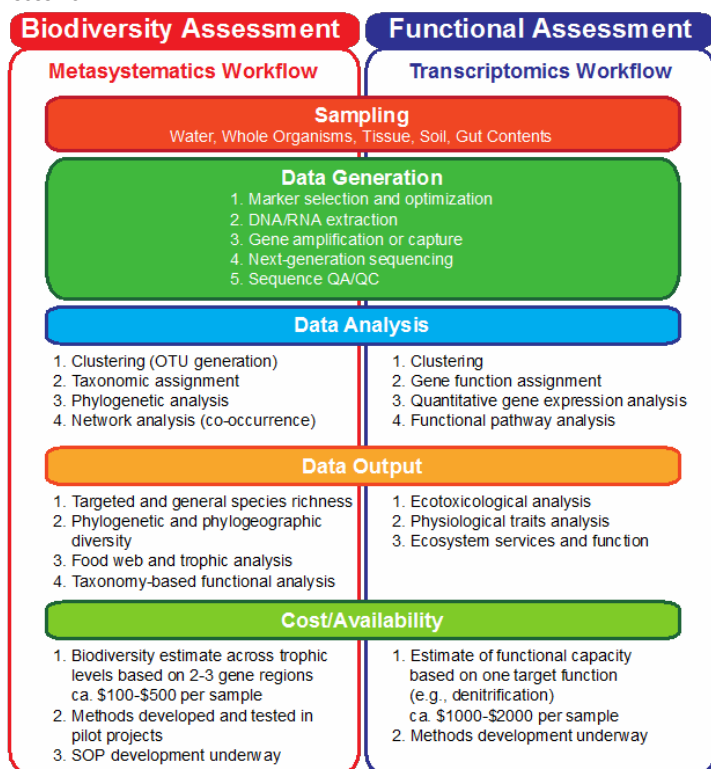 Biodiversity Assessment
Functional Assessment
Metasystematics Workflow
Transcriptomics Workflow
Sampling
Water, Whole Organisms, Tissue, Soil, Gut Contents
Data Generation
1. Marker selection and optimization
2. DNA/RNA extraction
3. Gene amplification or capture
4. Next-generation sequencing
5. Sequence QA/QC
Data Analysis
1. Clustering (OTU generation)
2. Taxonomic assignment
3. Phylogenetic analysis
4. Network analysis (co-occurrence)
1. Clustering
2. Gene function assignment
3. Quantitative gene expression analysis
4. Functional pathway analysis
Data Output
1. Targeted and general species richness
2. Phylogenetic and phylogeographic
diversity
3. Food web and trophic analysis
4. Taxonomy-based functional analysis
1. Ecotoxicological analysis
2. Physiological traits analysis
3. Ecosystem services and function
Cost/Availability
1. Biodiversity estimate across trophic
levels based on 2-3 gene regions
ca. $100-$500 per sample
2. Methods developed and tested in
pilot projects
3. SOP development underway
1. Estimate of functional capacity
based on one target function
(e.g., denitrification)
ca. $1000-$2000 per sample
2. Methods development underway